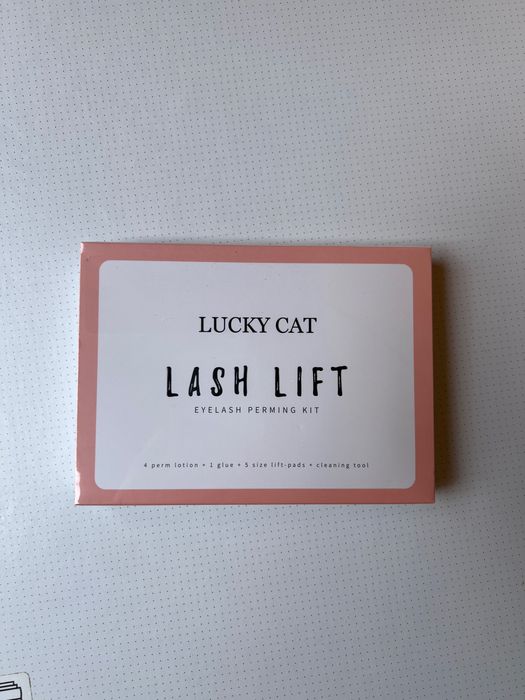 LUCKY CAT
LASH LIFT
EYELASH PERMING KIT
4 perm lotion + 1 glue + 5 size lift-pads + cleaning tool